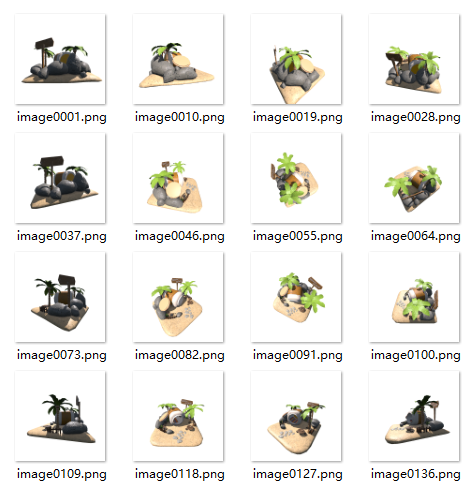 image0001.png image0010.png image0019.png image0028.png
image0037.png image0046.png image0055.png image0064.png
image0073.png image0082.png image0091.png image0100.png
image0109.png image0118.png image0127.png image0136.png